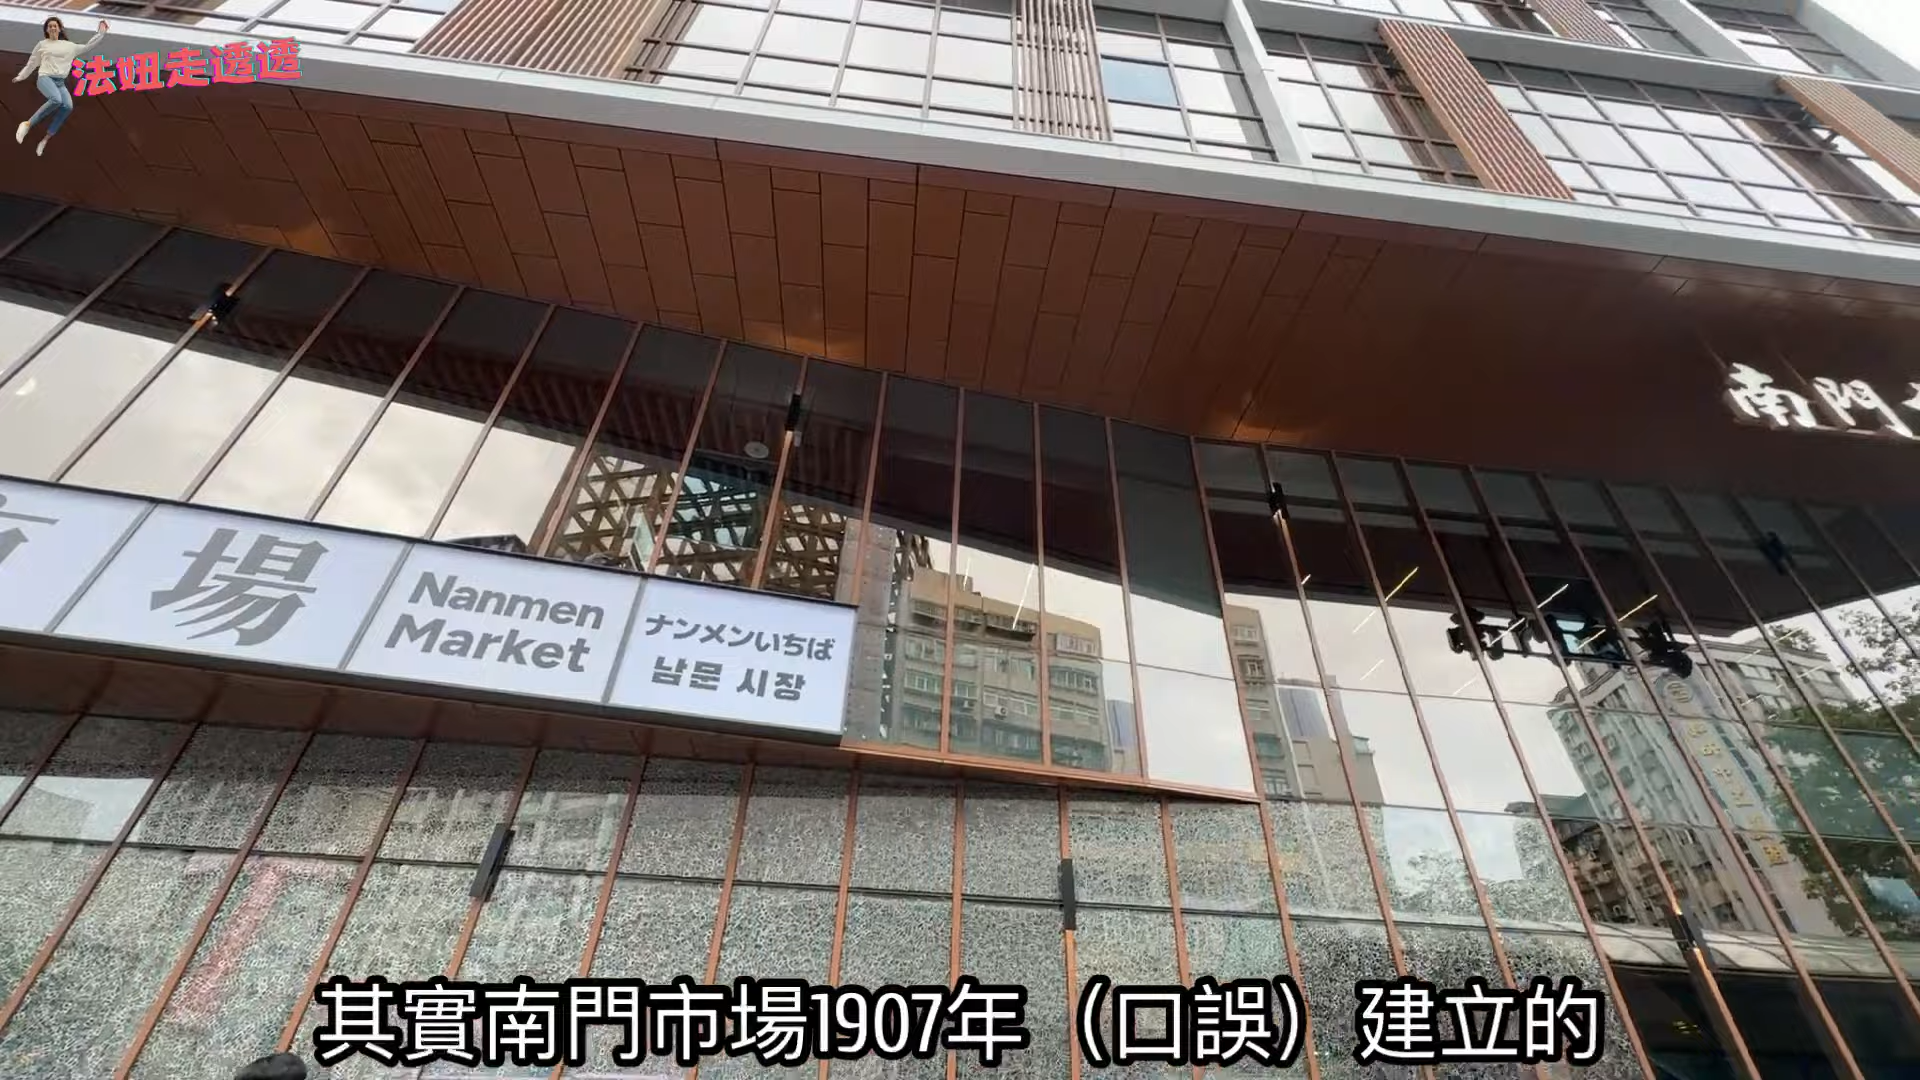 法妞走透透
南門
場
Nanmen
Market
ナンメンいちば
남문 시장
其實南門市場1907年（口誤）建立的